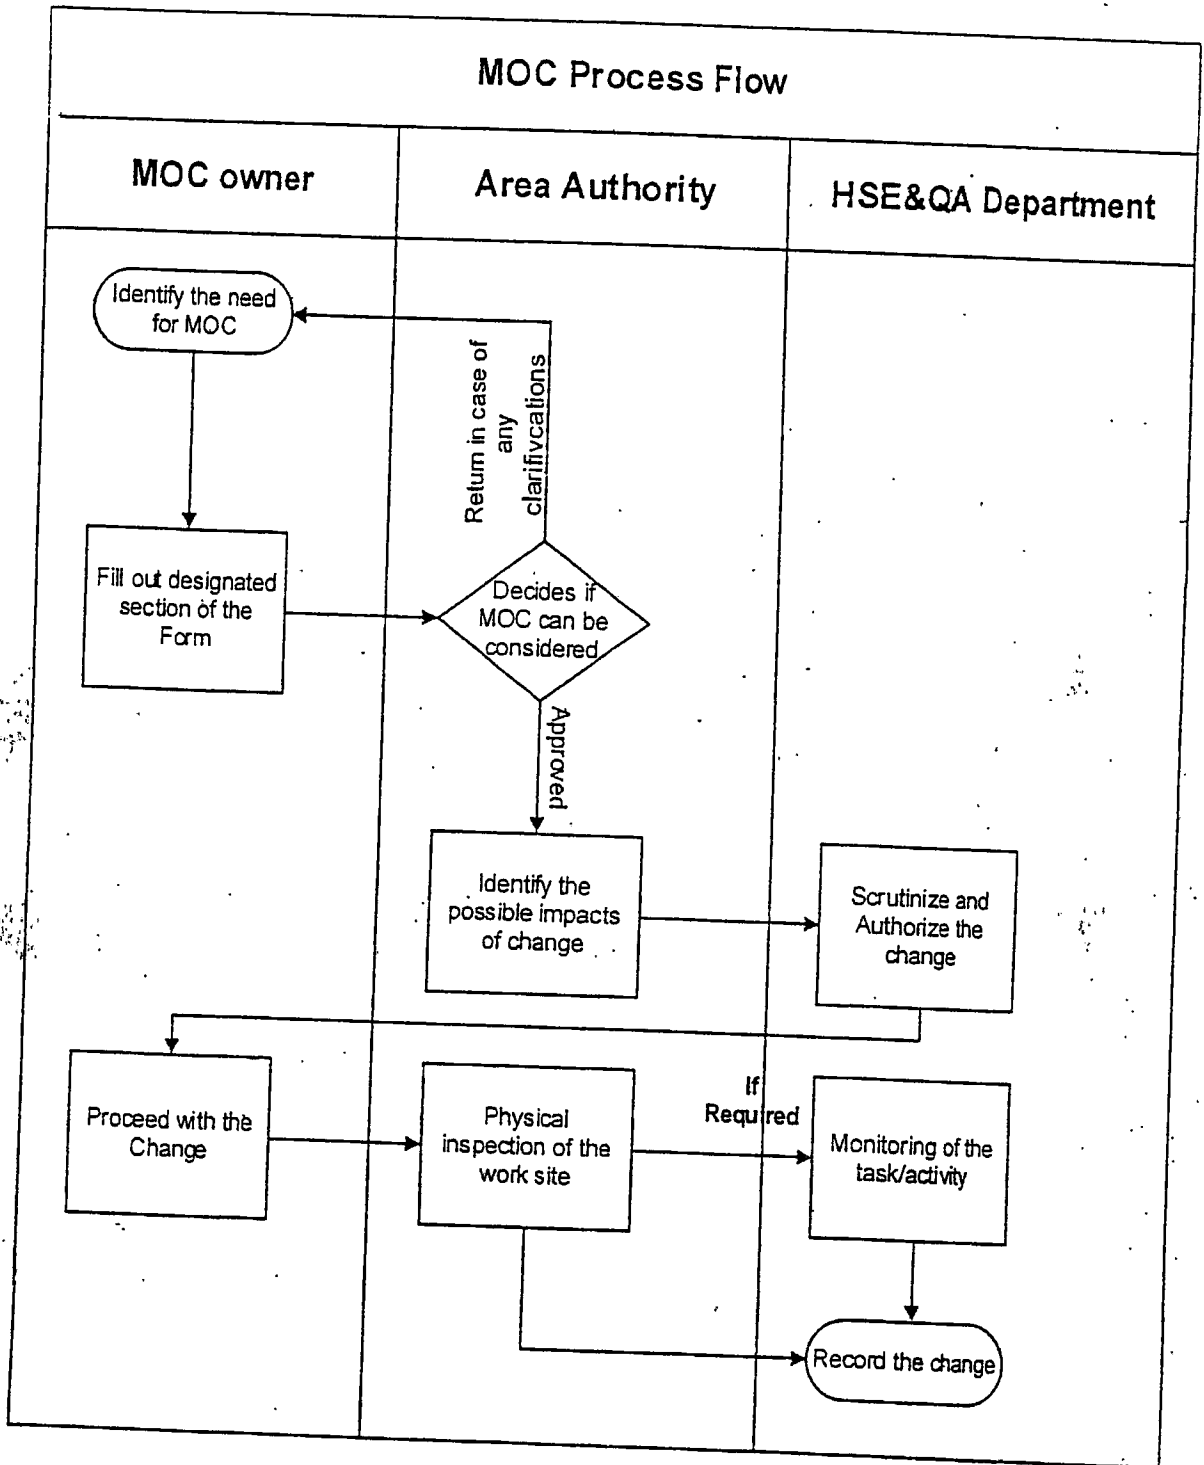 MOC Process Flow
MOC owner
Area Authority
HSE&QA Department
Identify the need
for MOC
Return in case of
any
clarifivcations
Fill out designated
section of the
Form
Decides if
MOC can be
considered
Approved
Identify the
possible impacts
of change
Scrutinize and
Authorize the
change
Proceed with the
Change
Physical
inspection of the
work site
If
Required
Monitoring of the
task/activity
Record the change